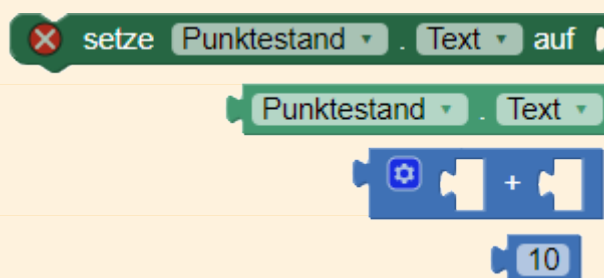 setze Punktestand . Text auf
Punktestand . Text
+
10